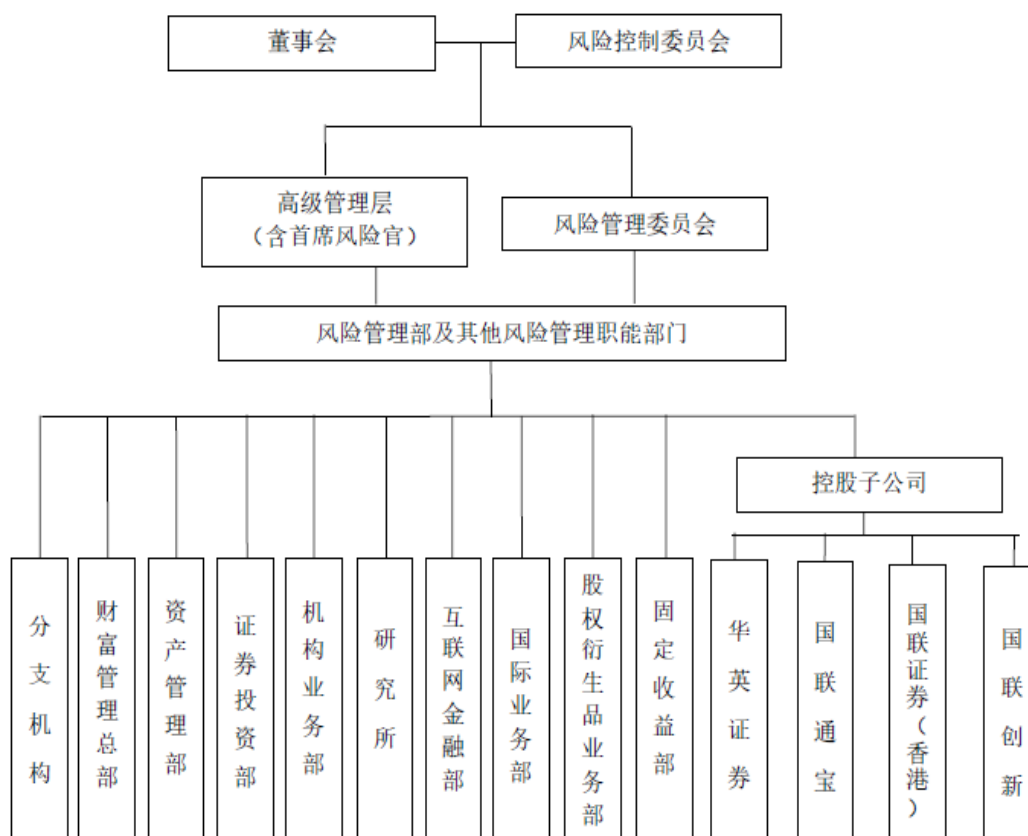 董事会
风险控制委员会
高级管理层
（含首席风险官）
风险管理委员会
风险管理部及其他风险管理职能部门
控股子公司
分支机构
财富管理总部
资产管理部
证券投资部
机构业务部
研究所
互联网金融部
国际业务部
股权衍生品业务部
固定收益部
华英证券
国联通宝
国联证券（香港）
国联创新